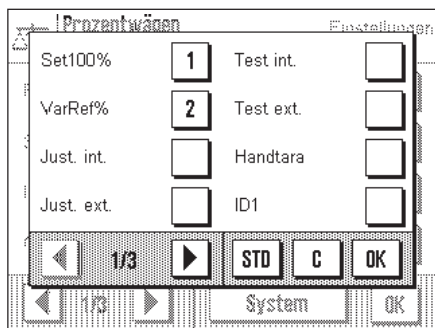 Prozentwägen
Einstellungen
Set100% 1 Test int.
VarRef% 2 Test ext.
Just. int. Handtara
Just. ext. ID1
1/3 STD C OK
1/3 System OK